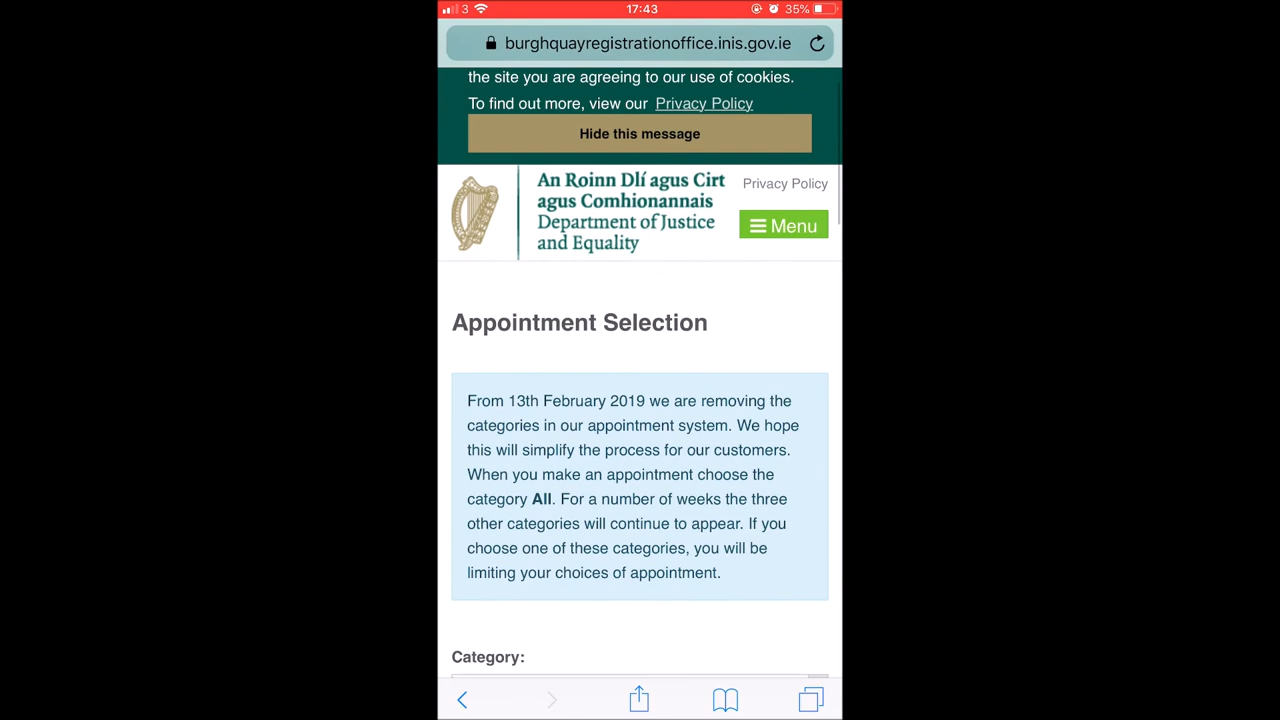 3 17:43 35%
burghquayregistrationoffice.inis.gov.ie
the site you are agreeing to our use of cookies.
To find out more, view our Privacy Policy
Hide this message
An Roinn Dlí agus Cirt
agus Comhionannais
Department of Justice
and Equality
Privacy Policy
Menu
Appointment Selection
From 13th February 2019 we are removing the
categories in our appointment system. We hope
this will simplify the process for our customers.
When you make an appointment choose the
category All. For a number of weeks the three
other categories will continue to appear. If you
choose one of these categories, you will be
limiting your choices of appointment.
Category: